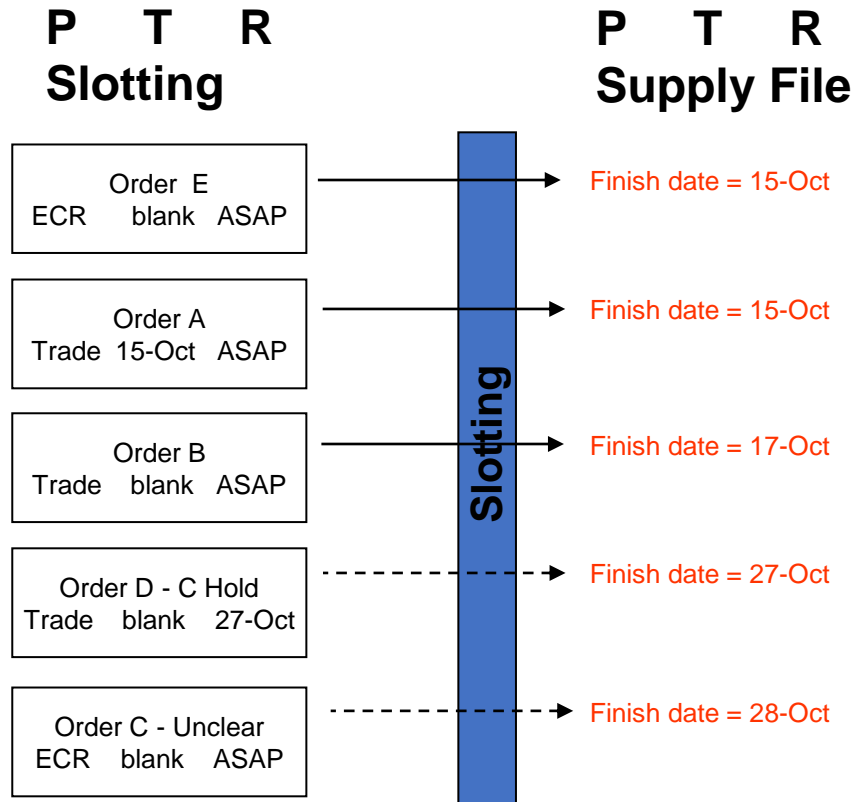 P T R
Slotting
P T R
Supply File
Order E
ECR blank ASAP
Finish date = 15-Oct
Order A
Trade 15-Oct ASAP
Finish date = 15-Oct
Order B
Trade blank ASAP
Finish date = 17-Oct
Order D - C Hold
Trade blank 27-Oct
Finish date = 27-Oct
Order C - Unclear
ECR blank ASAP
Finish date = 28-Oct
Slotting